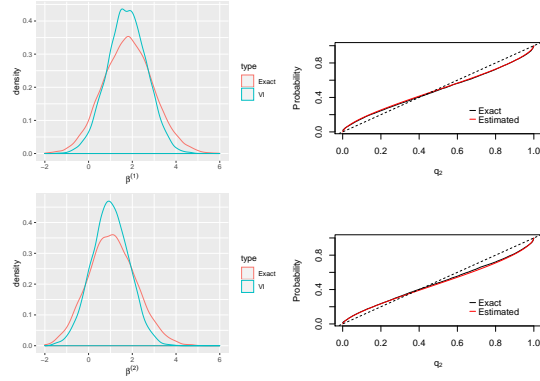 density
0.4
0.3
0.2
0.1
0.0
-2
0
2
4
6
β̂⁽¹⁾
type
Exact
VI
Probability
0.8
0.4
0.0
Exact
Estimated
0.0
0.2
0.4
0.6
0.8
1.0
q₂
density
0.4
0.3
0.2
0.1
0.0
-2
0
2
4
6
β̂⁽²⁾
type
Exact
VI
Probability
0.8
0.4
0.0
Exact
Estimated
0.0
0.2
0.4
0.6
0.8
1.0
q₂